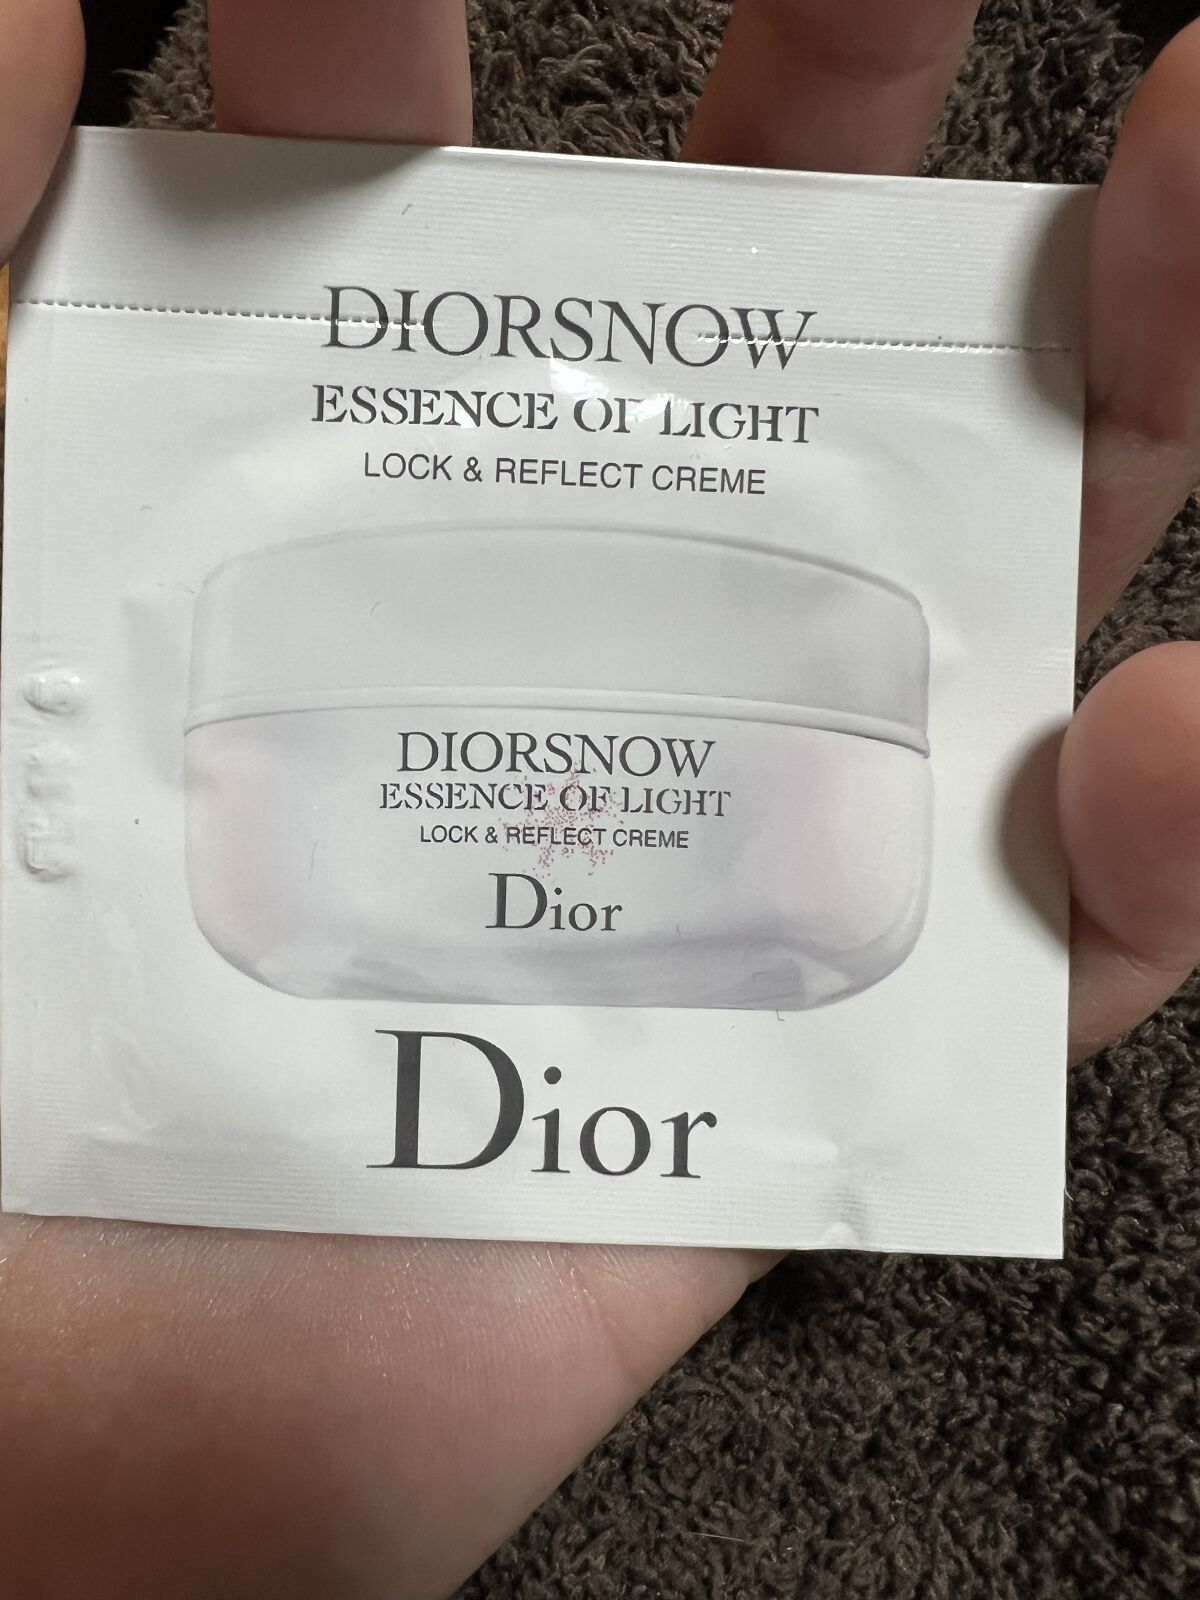 DIORSNOW
ESSENCE OF LIGHT
LOCK & REFLECT CREME
DIORSNOW
ESSENCE OF LIGHT
LOCK & REFLECT CREME
Dior
Dior